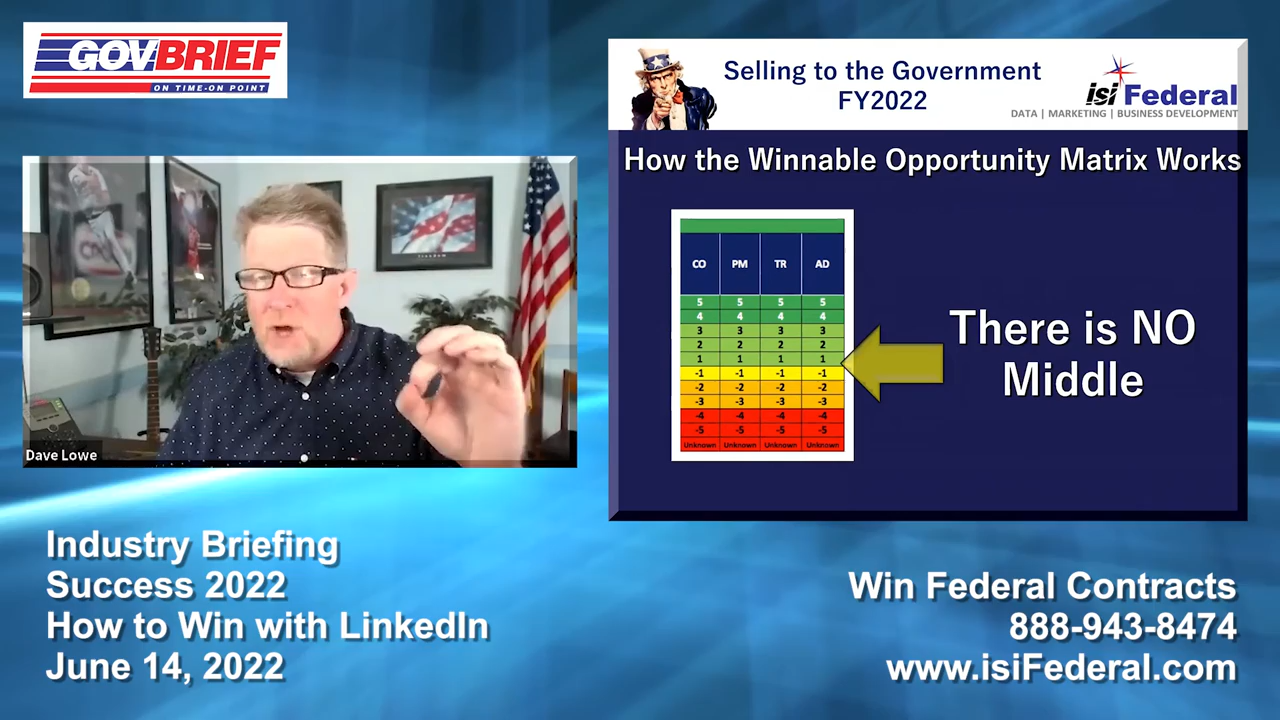 GOVBRIEF
ON TIME-ON POINT
Dave Lowe
Industry Briefing
Success 2022
How to Win with LinkedIn
June 14, 2022
Selling to the Government
FY2022
isi Federal
DATA | MARKETING | BUSINESS DEVELOPMENT
How the Winnable Opportunity Matrix Works
CO PM TR AD
5 5 5 5
4 4 4 4
3 3 3 3
2 2 2 2
1 1 1 1
-1 -1 -1 -1
-2 -2 -2 -2
-3 -3 -3 -3
-4 -4 -4 -4
-5 -5 -5 -5
Unknown Unknown Unknown Unknown
There is NO
Middle
Win Federal Contracts
888-943-8474
www.isiFederal.com